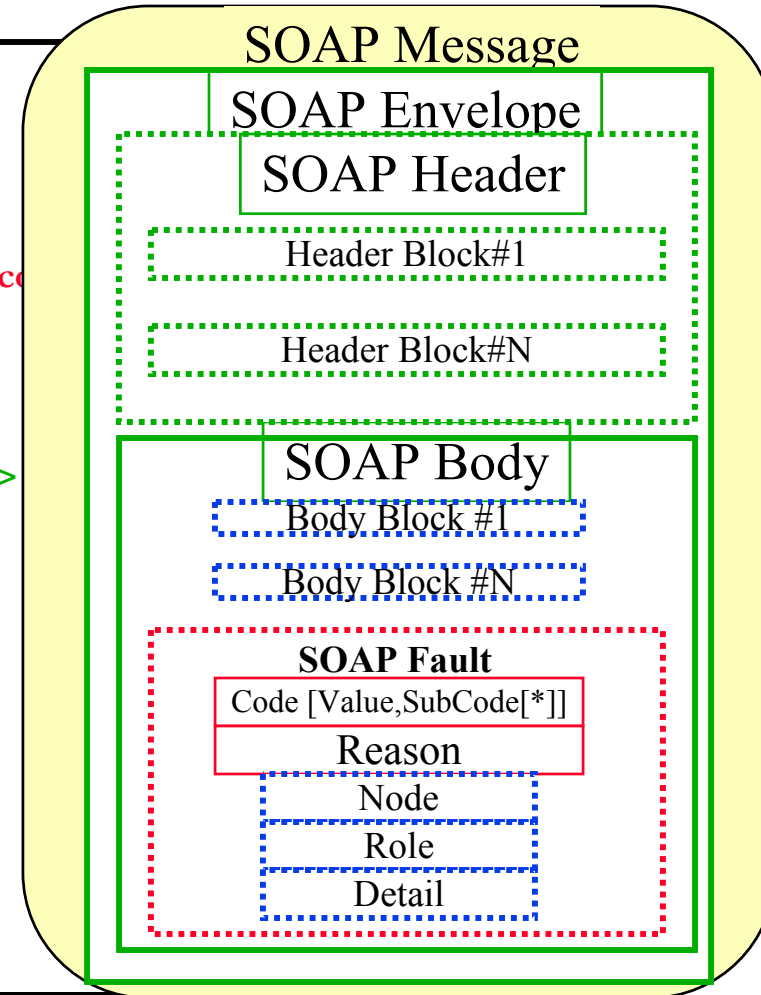 SOAP Message
SOAP Envelope
SOAP Header
Header Block#1
co
Header Block#N
SOAP Body
>
Body Block #1
Body Block #N
SOAP Fault
Code [Value,SubCode[*]]
Reason
Node
Role
Detail